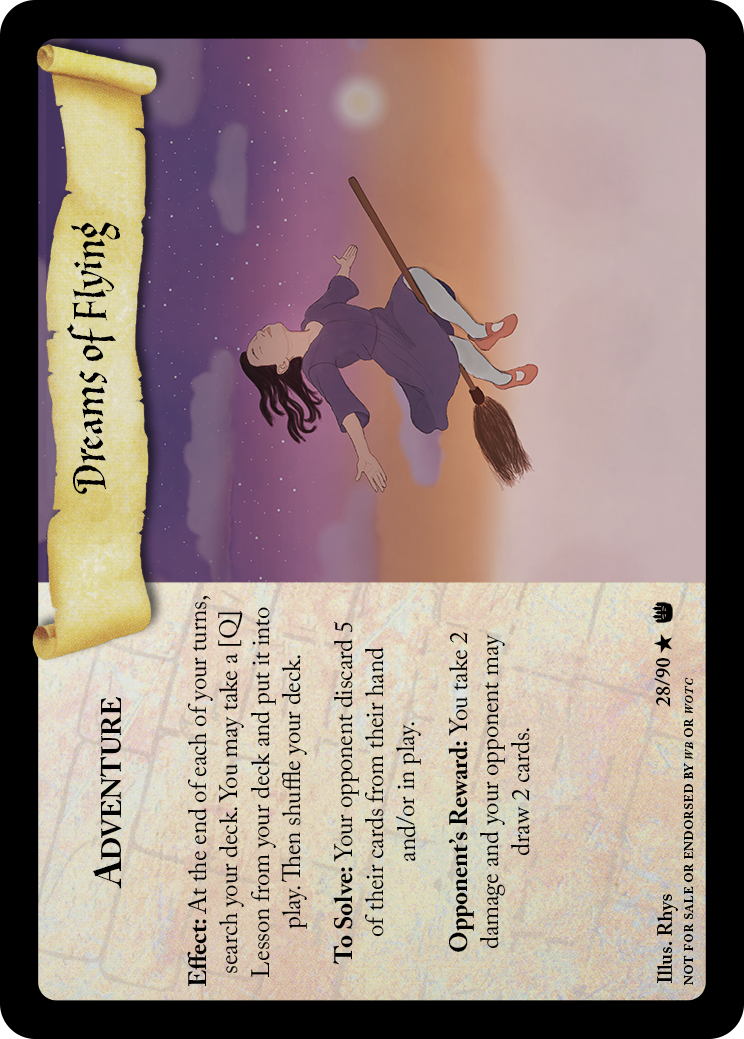 Dreams of Flying
ADVENTURE
Effect: At the end of each of your turns,
search your deck. You may take a [Q]
Lesson from your deck and put it into
play. Then shuffle your deck.
To Solve: Your opponent discard 5
of their cards from their hand
and/or in play.
Opponent's Reward: You take 2
damage and your opponent may
draw 2 cards.
Illus. Rhys 28/90 ★
NOT FOR SALE OR ENDORSED BY WB OR WOTC